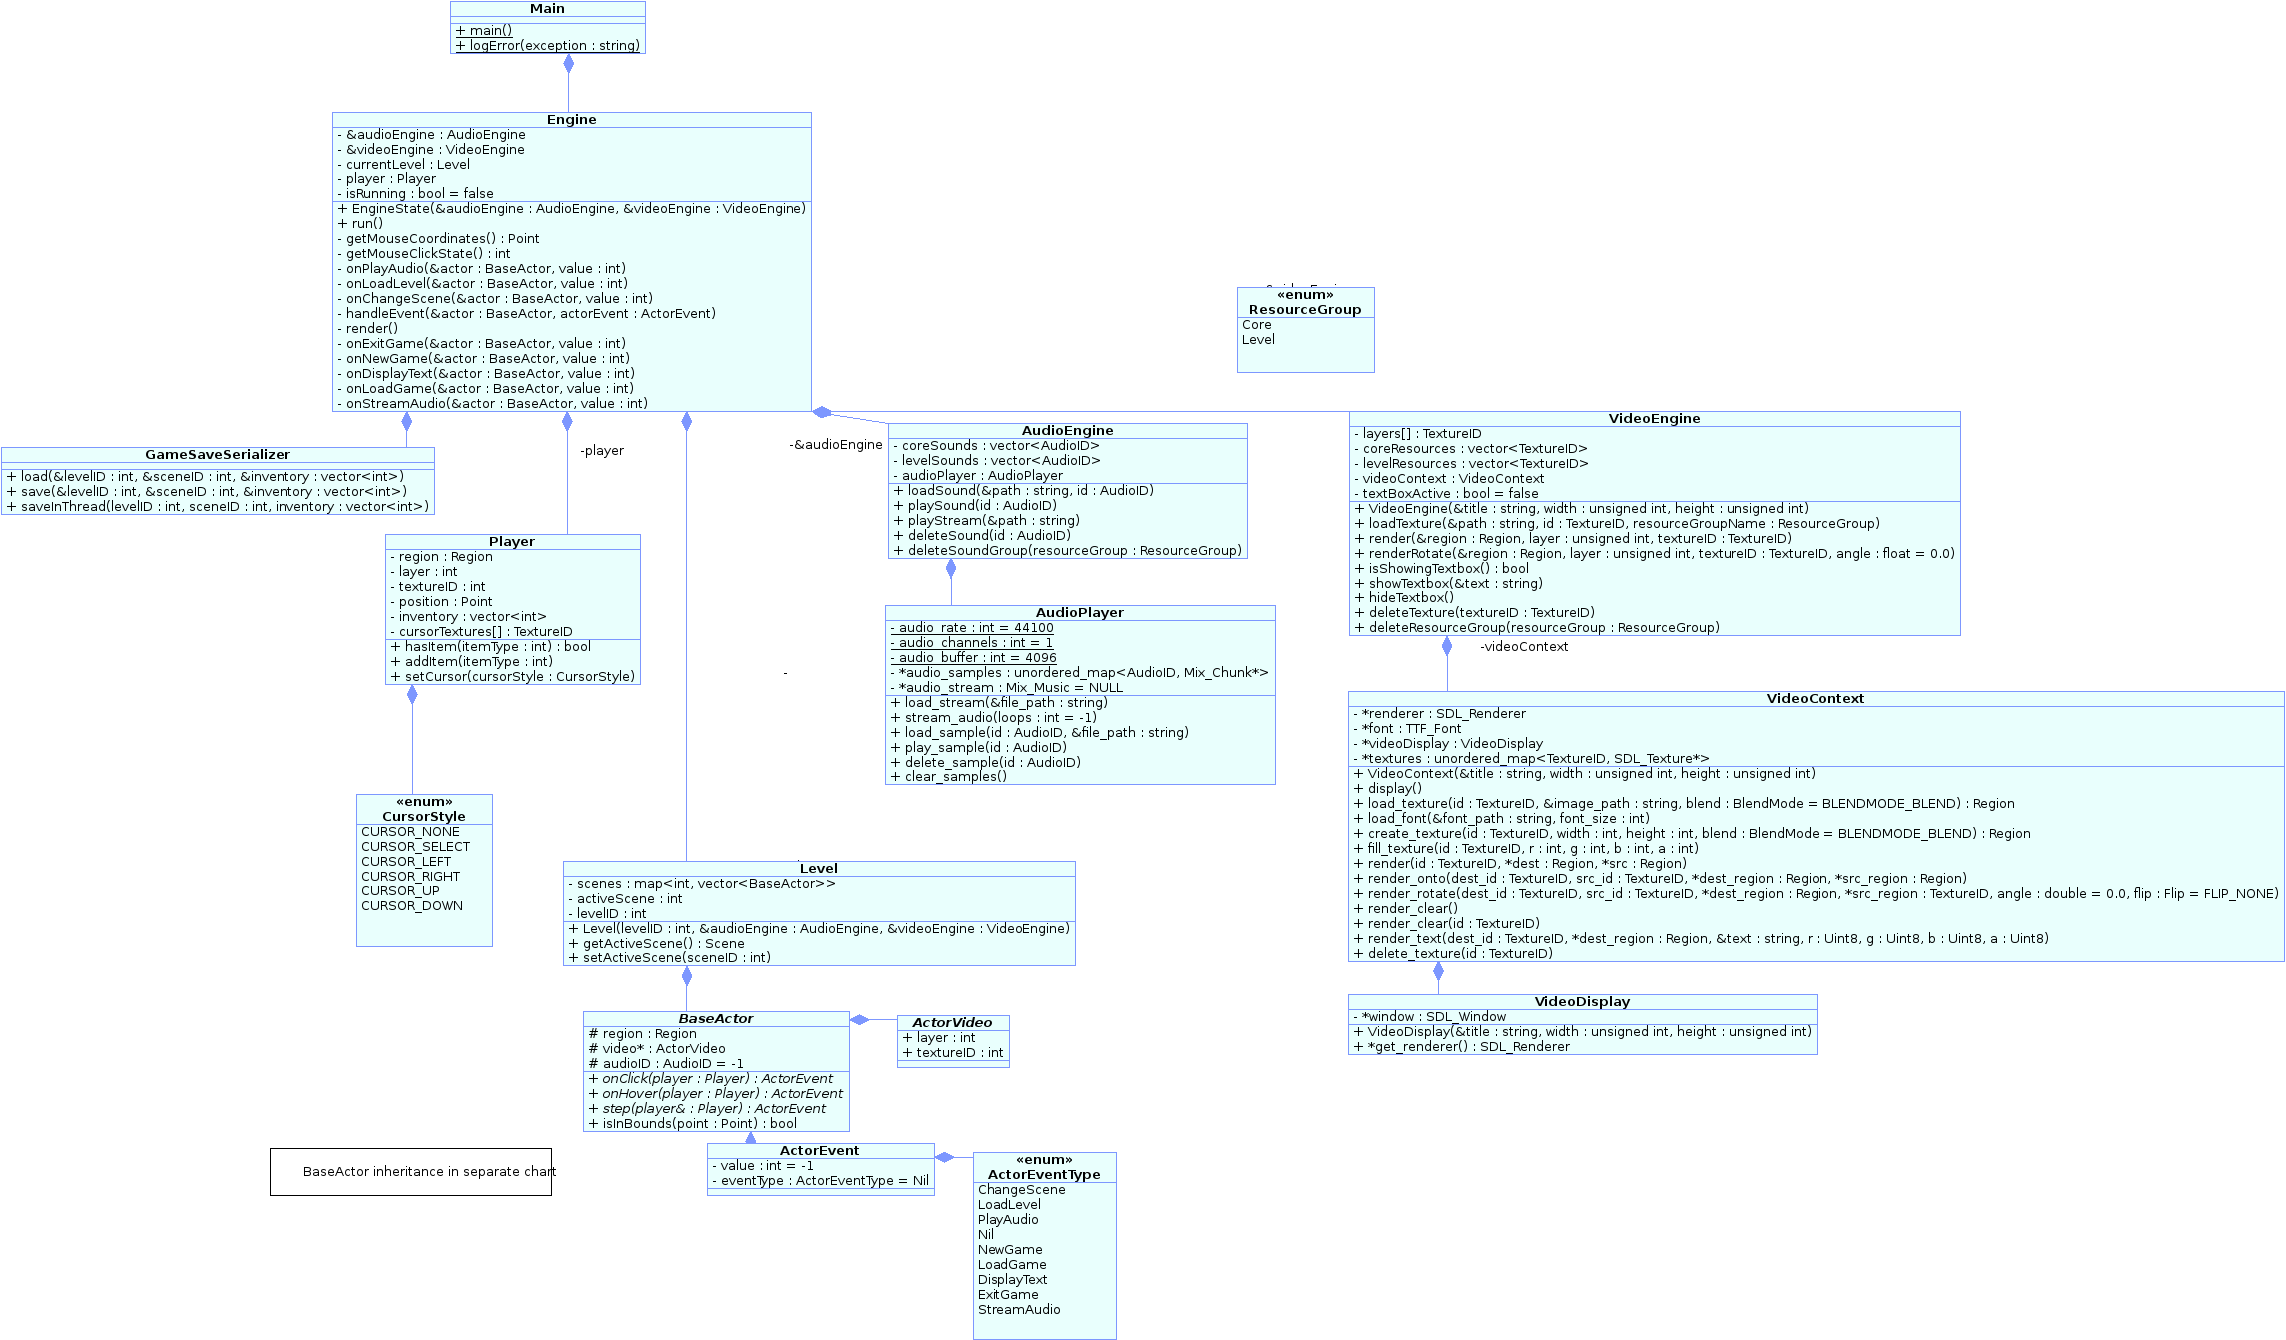 Main
+ main()
+ logError(exception : string)
Engine
- &audioEngine : AudioEngine
- &videoEngine : VideoEngine
- currentLevel : Level
- player : Player
- isRunning : bool = false
+ EngineState(&audioEngine : AudioEngine, &videoEngine : VideoEngine)
+ run()
- getMouseCoordinates() : Point
- getMouseClickState() : int
- onPlayAudio(&actor : BaseActor, value : int)
- onLoadLevel(&actor : BaseActor, value : int)
- onChangeScene(&actor : BaseActor, value : int)
- handleEvent(&actor : BaseActor, actorEvent : ActorEvent)
- render()
- onExitGame(&actor : BaseActor, value : int)
- onNewGame(&actor : BaseActor, value : int)
- onDisplayText(&actor : BaseActor, value : int)
- onLoadGame(&actor : BaseActor, value : int)
- onStreamAudio(&actor : BaseActor, value : int)
«enum»
ResourceGroup
Core
Level
GameSaveSerializer
+ load(&levelID : int, &sceneID : int, &inventory : vector<int>)
+ save(&levelID : int, &sceneID : int, &inventory : vector<int>)
+ saveInThread(levelID : int, sceneID : int, inventory : vector<int>)
-player
-&audioEngine
AudioEngine
- coreSounds : vector<AudioID>
- levelSounds : vector<AudioID>
- audioPlayer : AudioPlayer
+ loadSound(&path : string, id : AudioID)
+ playSound(id : AudioID)
+ playStream(&path : string)
+ deleteSound(id : AudioID)
+ deleteSoundGroup(resourceGroup : ResourceGroup)
VideoEngine
- layers[] : TextureID
- coreResources : vector<TextureID>
- levelResources : vector<TextureID>
- videoContext : VideoContext
- textBoxActive : bool = false
+ VideoEngine(&title : string, width : unsigned int, height : unsigned int)
+ loadTexture(&path : string, id : TextureID, resourceGroupName : ResourceGroup)
+ render(&region : Region, layer : unsigned int, textureID : TextureID)
+ renderRotate(&region : Region, layer : unsigned int, textureID : TextureID, angle : float = 0.0)
+ isShowingTextbox() : bool
+ showTextbox(&text : string)
+ hideTextbox()
+ deleteTexture(textureID : TextureID)
+ deleteResourceGroup(resourceGroup : ResourceGroup)
-videoContext
Player
- region : Region
- layer : int
- textureID : int
- position : Point
- inventory : vector<int>
- cursorTextures[] : TextureID
+ hasItem(itemType : int) : bool
+ addItem(itemType : int)
+ setCursor(cursorStyle : CursorStyle)
-
AudioPlayer
- audio_rate : int = 44100
- audio_channels : int = 1
- audio_buffer : int = 4096
- *audio_samples : unordered_map<AudioID, Mix_Chunk*>
- *audio_stream : Mix_Music = NULL
+ load_stream(&file_path : string)
+ stream_audio(loops : int = -1)
+ load_sample(id : AudioID, &file_path : string)
+ play_sample(id : AudioID)
+ delete_sample(id : AudioID)
+ clear_samples()
VideoContext
- *renderer : SDL_Renderer
- *font : TTF_Font
- *videoDisplay : VideoDisplay
- *textures : unordered_map<TextureID, SDL_Texture*>
+ VideoContext(&title : string, width : unsigned int, height : unsigned int)
+ display()
+ load_texture(id : TextureID, &image_path : string, blend : BlendMode = BLENDMODE_BLEND) : Region
+ load_font(&font_path : string, font_size : int)
+ create_texture(id : TextureID, width : int, height : int, blend : BlendMode = BLENDMODE_BLEND) : Region
+ fill_texture(id : TextureID, r : int, g : int, b : int, a : int)
+ render(id : TextureID, *dest : Region, *src : Region)
+ render_onto(dest_id : TextureID, src_id : TextureID, *dest_region : Region, *src_region : Region)
+ render_rotate(dest_id : TextureID, src_id : TextureID, *dest_region : Region, *src_region : TextureID, angle : double = 0.0, flip : Flip = FLIP_NONE)
+ render_clear()
+ render_clear(id : TextureID)
+ render_text(dest_id : TextureID, *dest_region : Region, &text : string, r : Uint8, g : Uint8, b : Uint8, a : Uint8)
+ delete_texture(id : TextureID)
«enum»
CursorStyle
CURSOR_NONE
CURSOR_SELECT
CURSOR_LEFT
CURSOR_RIGHT
CURSOR_UP
CURSOR_DOWN
Level
- scenes : map<int, vector<BaseActor>>
- activeScene : int
- levelID : int
+ Level(levelID : int, &audioEngine : AudioEngine, &videoEngine : VideoEngine)
+ getActiveScene() : Scene
+ setActiveScene(sceneID : int)
VideoDisplay
- *window : SDL_Window
+ VideoDisplay(&title : string, width : unsigned int, height : unsigned int)
+ *get_renderer() : SDL_Renderer
BaseActor
# region : Region
# video* : ActorVideo
# audioID : AudioID = -1
+ onClick(player : Player) : ActorEvent
+ onHover(player : Player) : ActorEvent
+ step(player& : Player) : ActorEvent
+ isInBounds(point : Point) : bool
ActorVideo
+ layer : int
+ textureID : int
BaseActor inheritance in separate chart
ActorEvent
- value : int = -1
- eventType : ActorEventType = Nil
«enum»
ActorEventType
ChangeScene
LoadLevel
PlayAudio
Nil
NewGame
LoadGame
DisplayText
ExitGame
StreamAudio